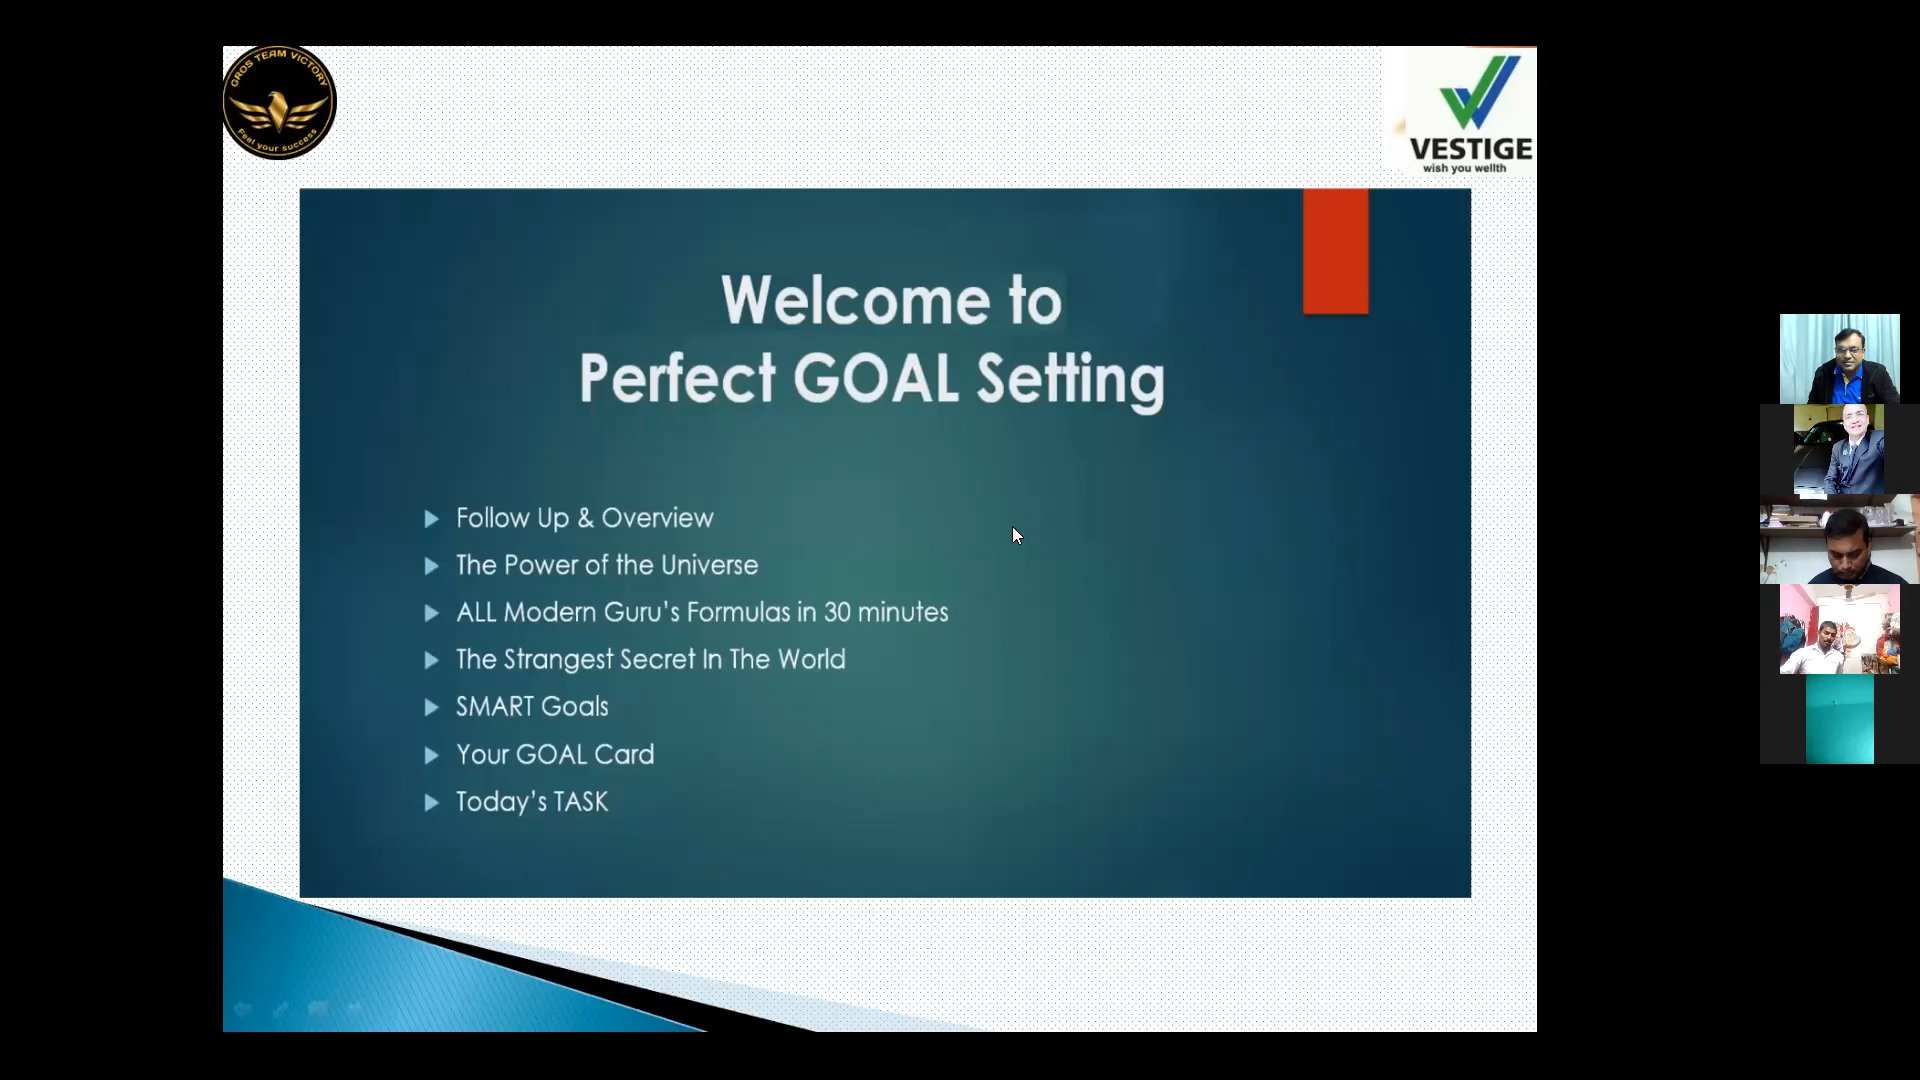 GROS TEAM VICTORY
Feel your success
VESTIGE
wish you wellth
Welcome to
Perfect GOAL Setting
Follow Up & Overview
The Power of the Universe
ALL Modern Guru's Formulas in 30 minutes
The Strangest Secret In The World
SMART Goals
Your GOAL Card
Today's TASK